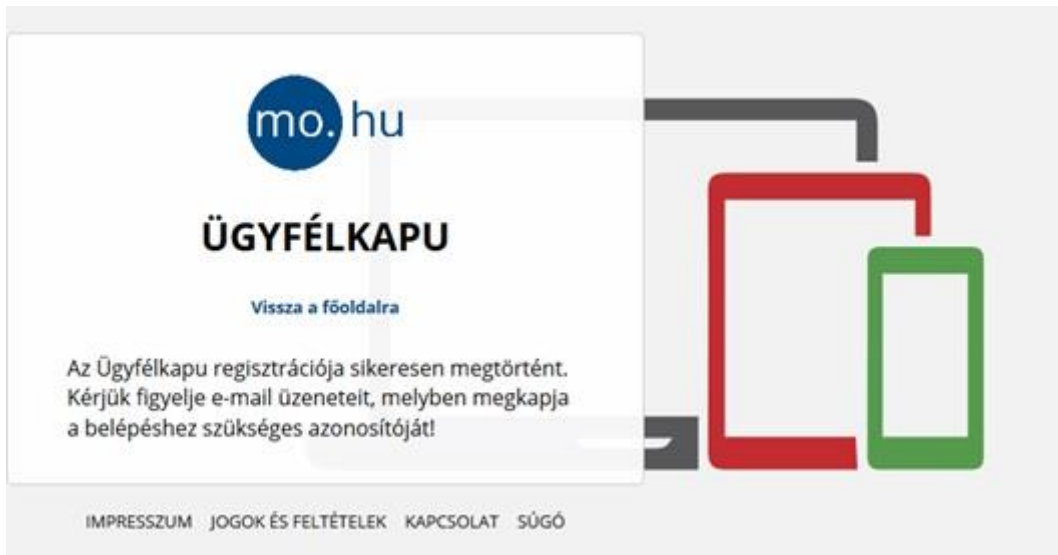 mo.hu
ÜGYFÉLKAPU
Vissza a főoldalra
Az Ügyfélkapu regisztrációja sikeresen megtörtént.
Kérjük figyelje e-mail üzeneteit, melyben megkapja
a belépéshez szükséges azonosítóját!
IMPRESSZUM JOGOK ÉS FELTÉTELEK KAPCSOLAT SÚGÓ